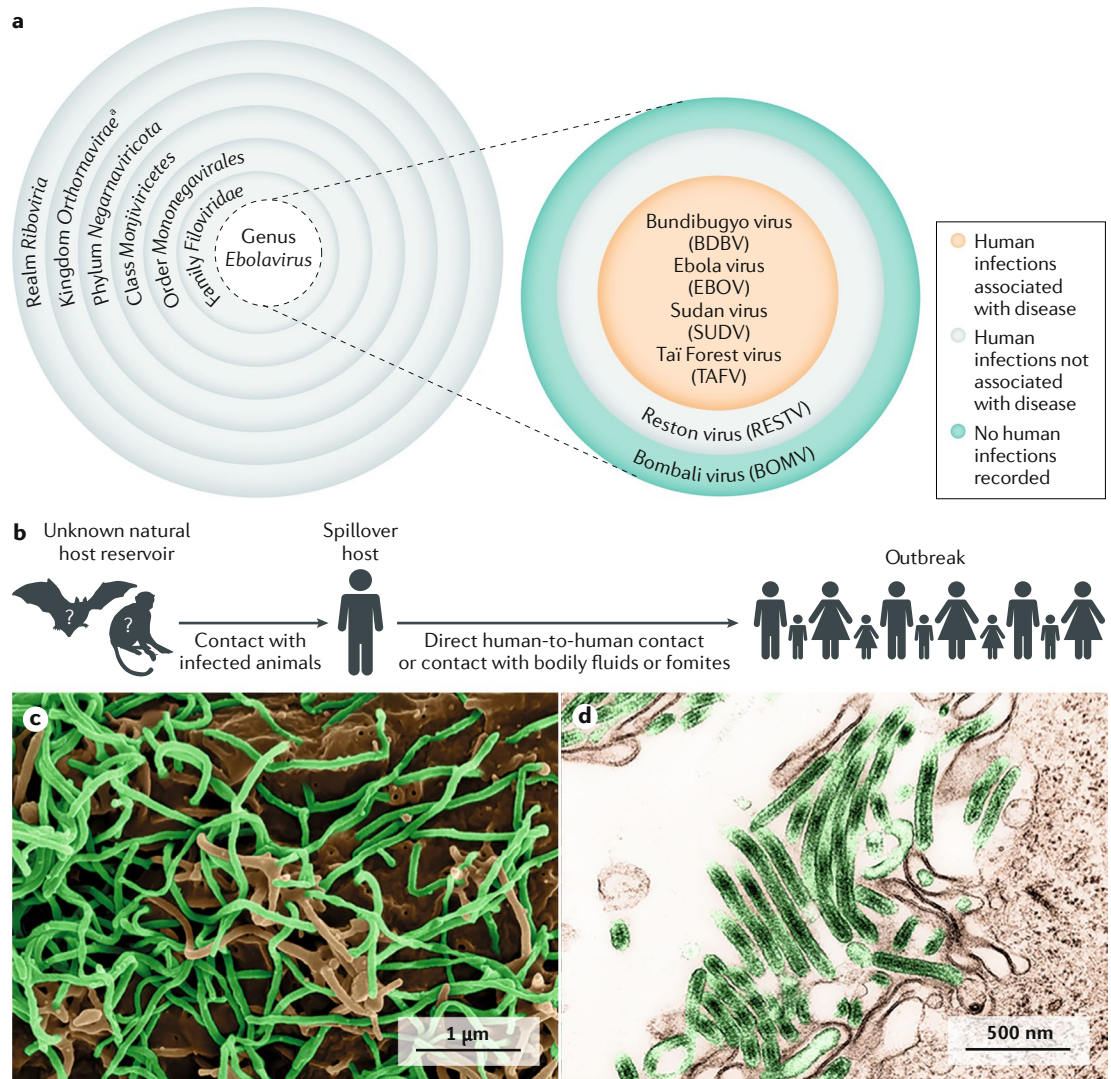 a
Realm Riboviria
Kingdom Orthornavirae^a
Phylum Negarnaviricota
Class Monjiviricetes
Order Mononegavirales
Family Filoviridae
Genus
Ebolavirus
Bundibugyo virus
(BDBV)
Ebola virus
(EBOV)
Sudan virus
(SUDV)
Taï Forest virus
(TAFV)
Reston virus (RESTV)
Bombali virus (BOMV)
Human
infections
associated
with disease
Human
infections not
associated
with disease
No human
infections
recorded
b
Unknown natural
host reservoir
?
?
Contact with
infected animals
Spillover
host
Direct human-to-human contact
or contact with bodily fluids or fomites
Outbreak
c
1 µm
d
500 nm